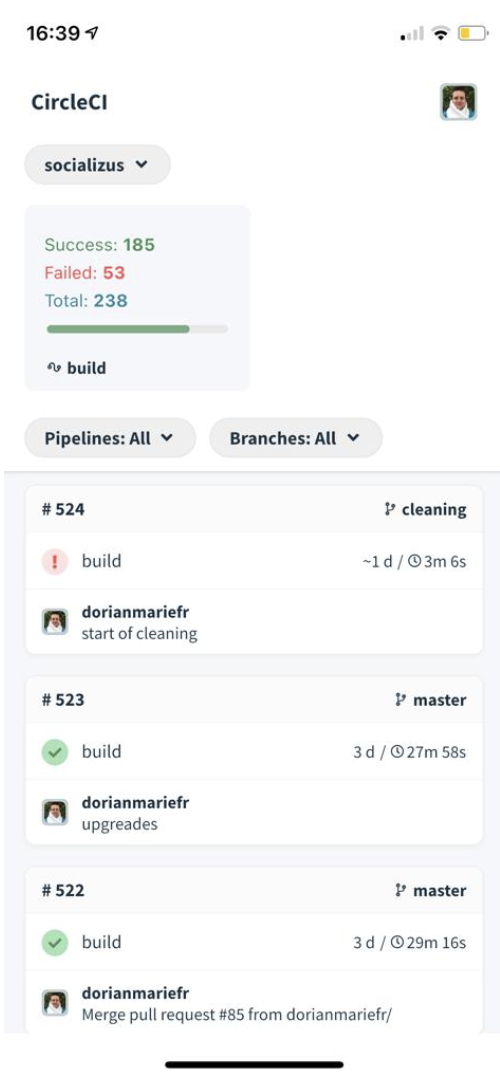 16:39
CircleCI
socializus
Success: 185
Failed: 53
Total: 238
build
Pipelines: All
Branches: All
# 524 cleaning
build ~1 d / 3m 6s
dorianmariefr
start of cleaning
# 523 master
build 3 d / 27m 58s
dorianmariefr
upgreades
# 522 master
build 3 d / 29m 16s
dorianmariefr
Merge pull request #85 from dorianmariefr/